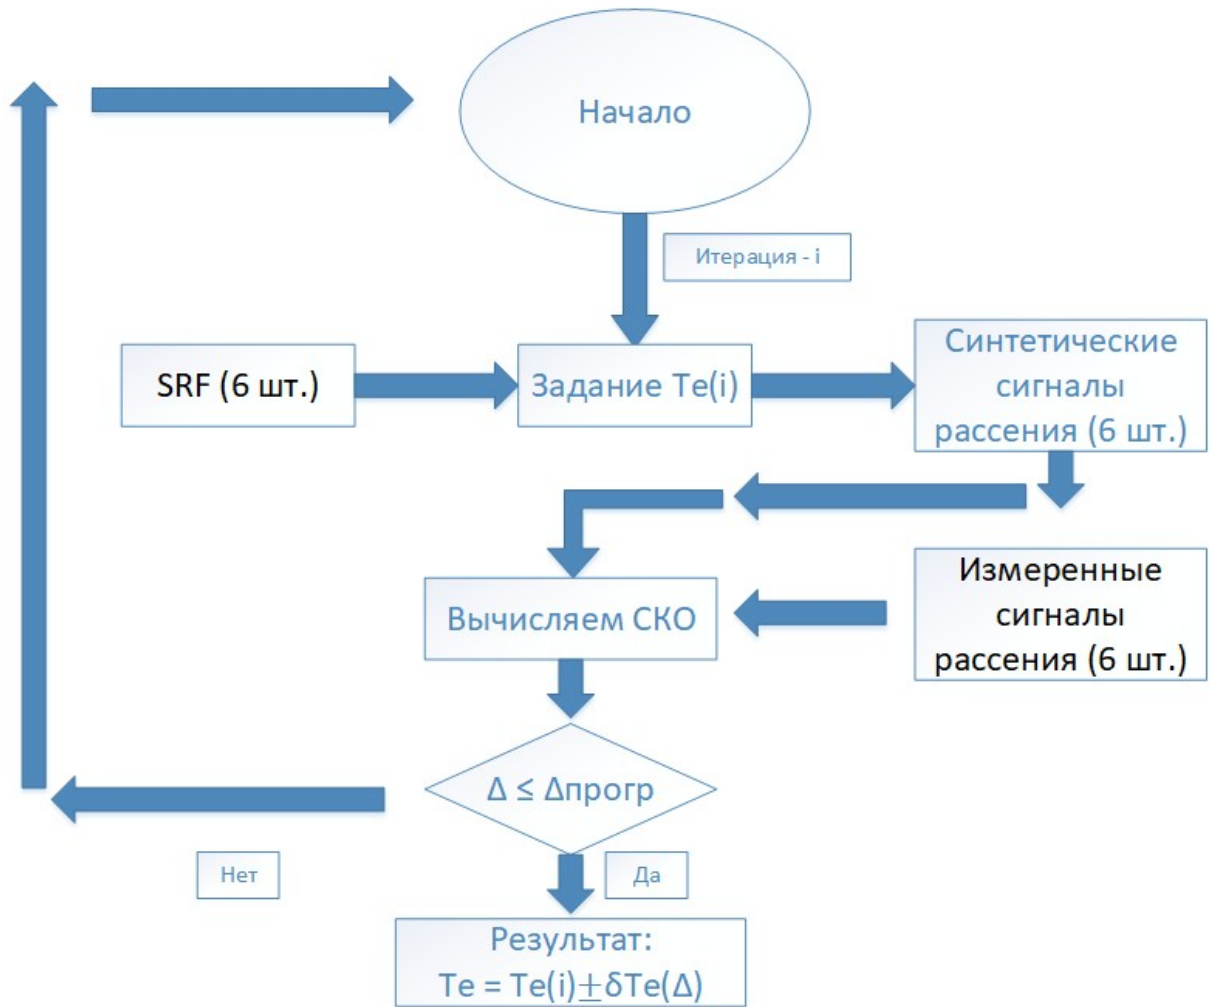 Начало
Итерация - i
SRF (6 шт.)
Задание Te(i)
Синтетические
сигналы
рассения (6 шт.)
Вычисляем СКО
Измеренные
сигналы
рассения (6 шт.)
Δ ≤ Δпрогр
Нет
Да
Результат:
Te = Te(i)±δTe(Δ)